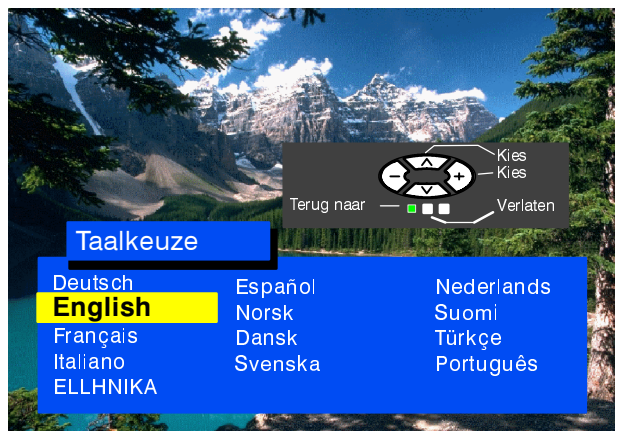 Kies
Kies
Terug naar
Verlaten
Taalkeuze
Deutsch
English
Français
Italiano
ELLHNIKA
Español
Norsk
Dansk
Svenska
Nederlands
Suomi
Türkçe
Português